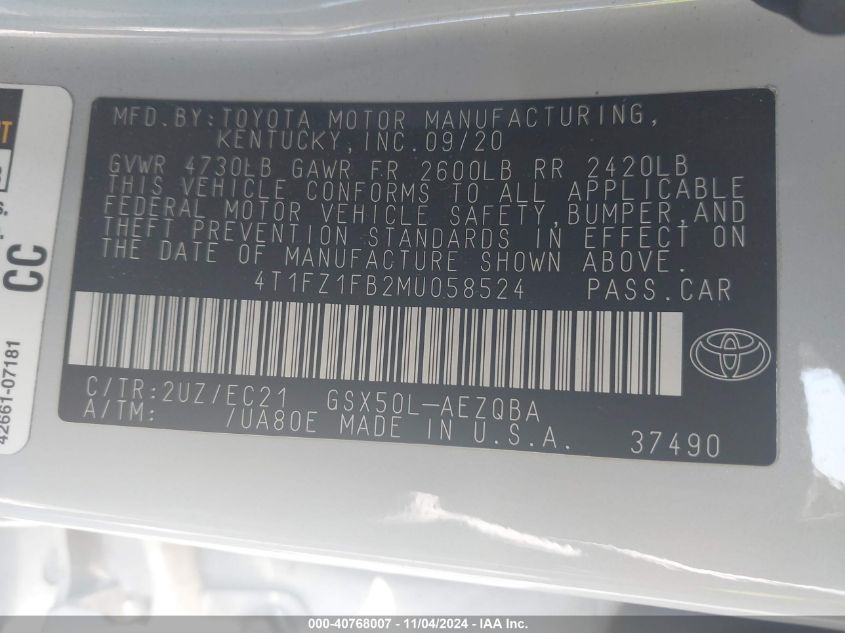 MFD.BY:TOYOTA MOTOR MANUFACTURING,
KENTUCKY,INC.09/20
GVWR 4730LB GAWR FR 2600LB RR 2420LB
THIS VEHICLE CONFORMS TO ALL APPLICABLE
FEDERAL MOTOR VEHICLE SAFETY,BUMPER,AND
THEFT PREVENTION STANDARDS IN EFFECT ON
THE DATE OF MANUFACTURE SHOWN ABOVE.
4T1FZ1FB2MU058524 PASS.CAR
C/TR:2UZ/EC21 GSX50L-AEZQBA
A/TM: /UA80E MADE IN U.S.A. 37490
CC
42661-07181
000-40768007 - 11/04/2024 - IAA Inc.